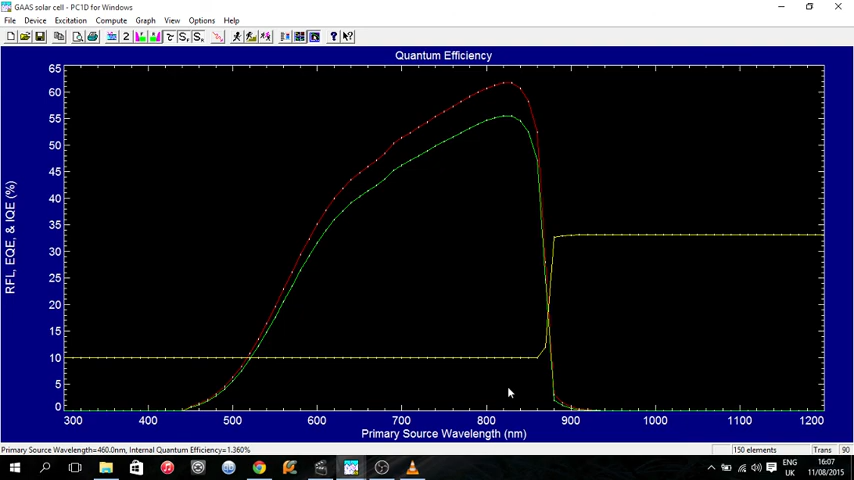 GAAS solar cell - PC1D for Windows
File Device Excitation Compute Graph View Options Help
Quantum Efficiency
65
60
55
50
45
40
35
30
25
20
15
10
5
0
RFL, EQE, & IQE (%)
300 400 500 600 700 800 900 1000 1100 1200
Primary Source Wavelength (nm)
Primary Source Wavelength=460.0nm, Internal Quantum Efficiency=1.360% 150 elements Trans 90
ENG 16:07
UK 11/08/2015